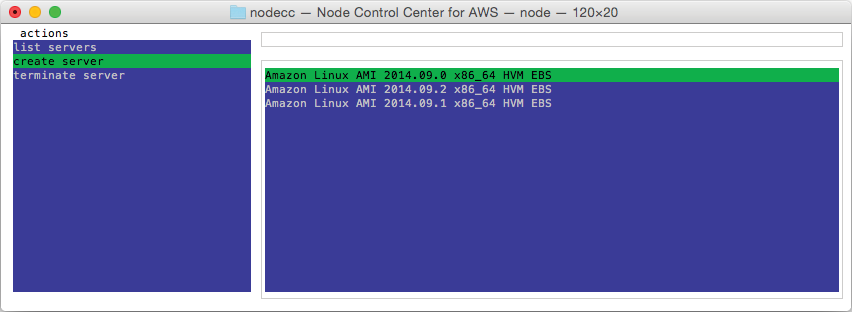 nodecc — Node Control Center for AWS — node — 120×20
actions
list servers
create server
terminate server
Amazon Linux AMI 2014.09.0 x86_64 HVM EBS
Amazon Linux AMI 2014.09.2 x86_64 HVM EBS
Amazon Linux AMI 2014.09.1 x86_64 HVM EBS